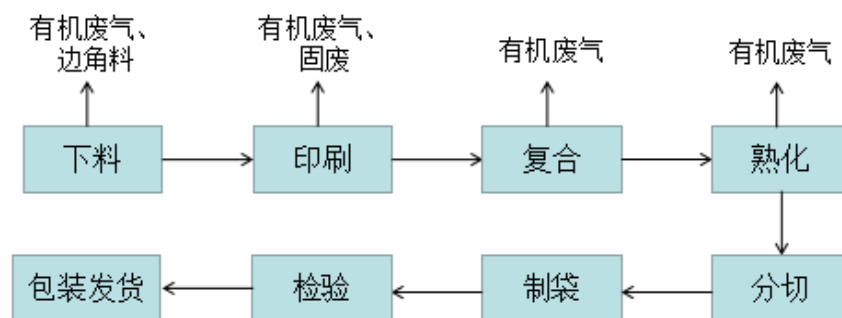 有机废气、
边角料
有机废气、
固废
有机废气
有机废气
下料
印刷
复合
熟化
包装发货
检验
制袋
分切